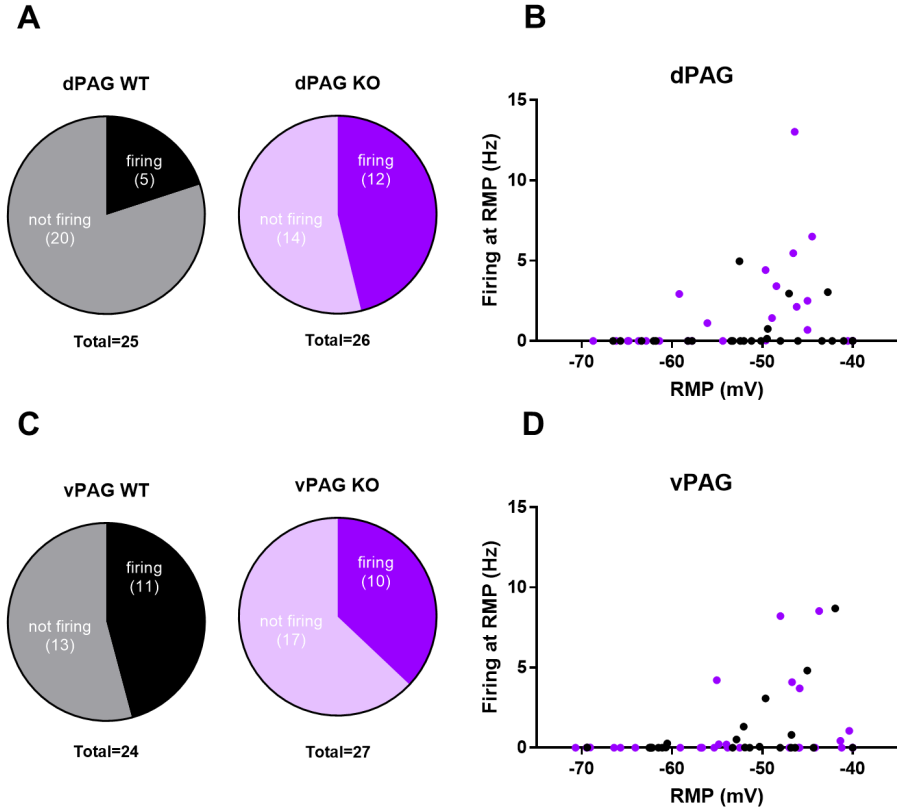 A
dPAG WT
firing
(5)
not firing
(20)
Total=25
dPAG KO
firing
(12)
not firing
(14)
Total=26
B
dPAG
Firing at RMP (Hz)
15
10
5
0
-70
-60
-50
-40
RMP (mV)
C
vPAG WT
firing
(11)
not firing
(13)
Total=24
vPAG KO
firing
(10)
not firing
(17)
Total=27
D
vPAG
Firing at RMP (Hz)
15
10
5
0
-70
-60
-50
-40
RMP (mV)